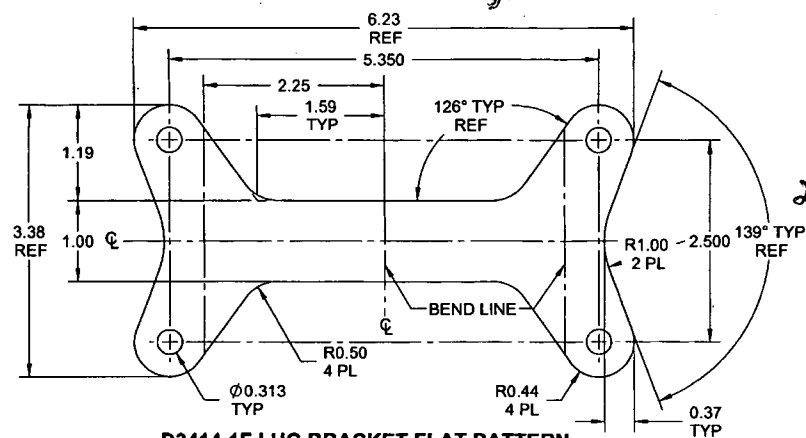 6.23
REF
5.350
2.25
1.59
TYP
126° TYP
REF
1.19
3.38
REF
1.00
R1.00
2 PL
2.500
139° TYP
REF
BEND LINE
R0.50
4 PL
Ø0.313
TYP
R0.44
4 PL
0.37
TYP